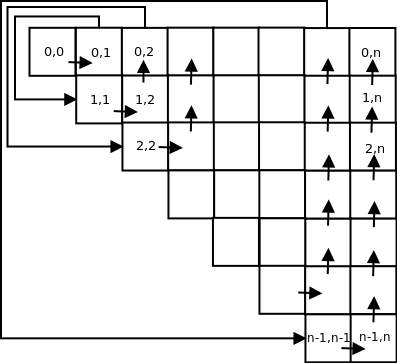 0,0 0,1 0,2 0,n
1,1 1,2 1,n
2,2 2,n
n-1,n-1 n-1,n